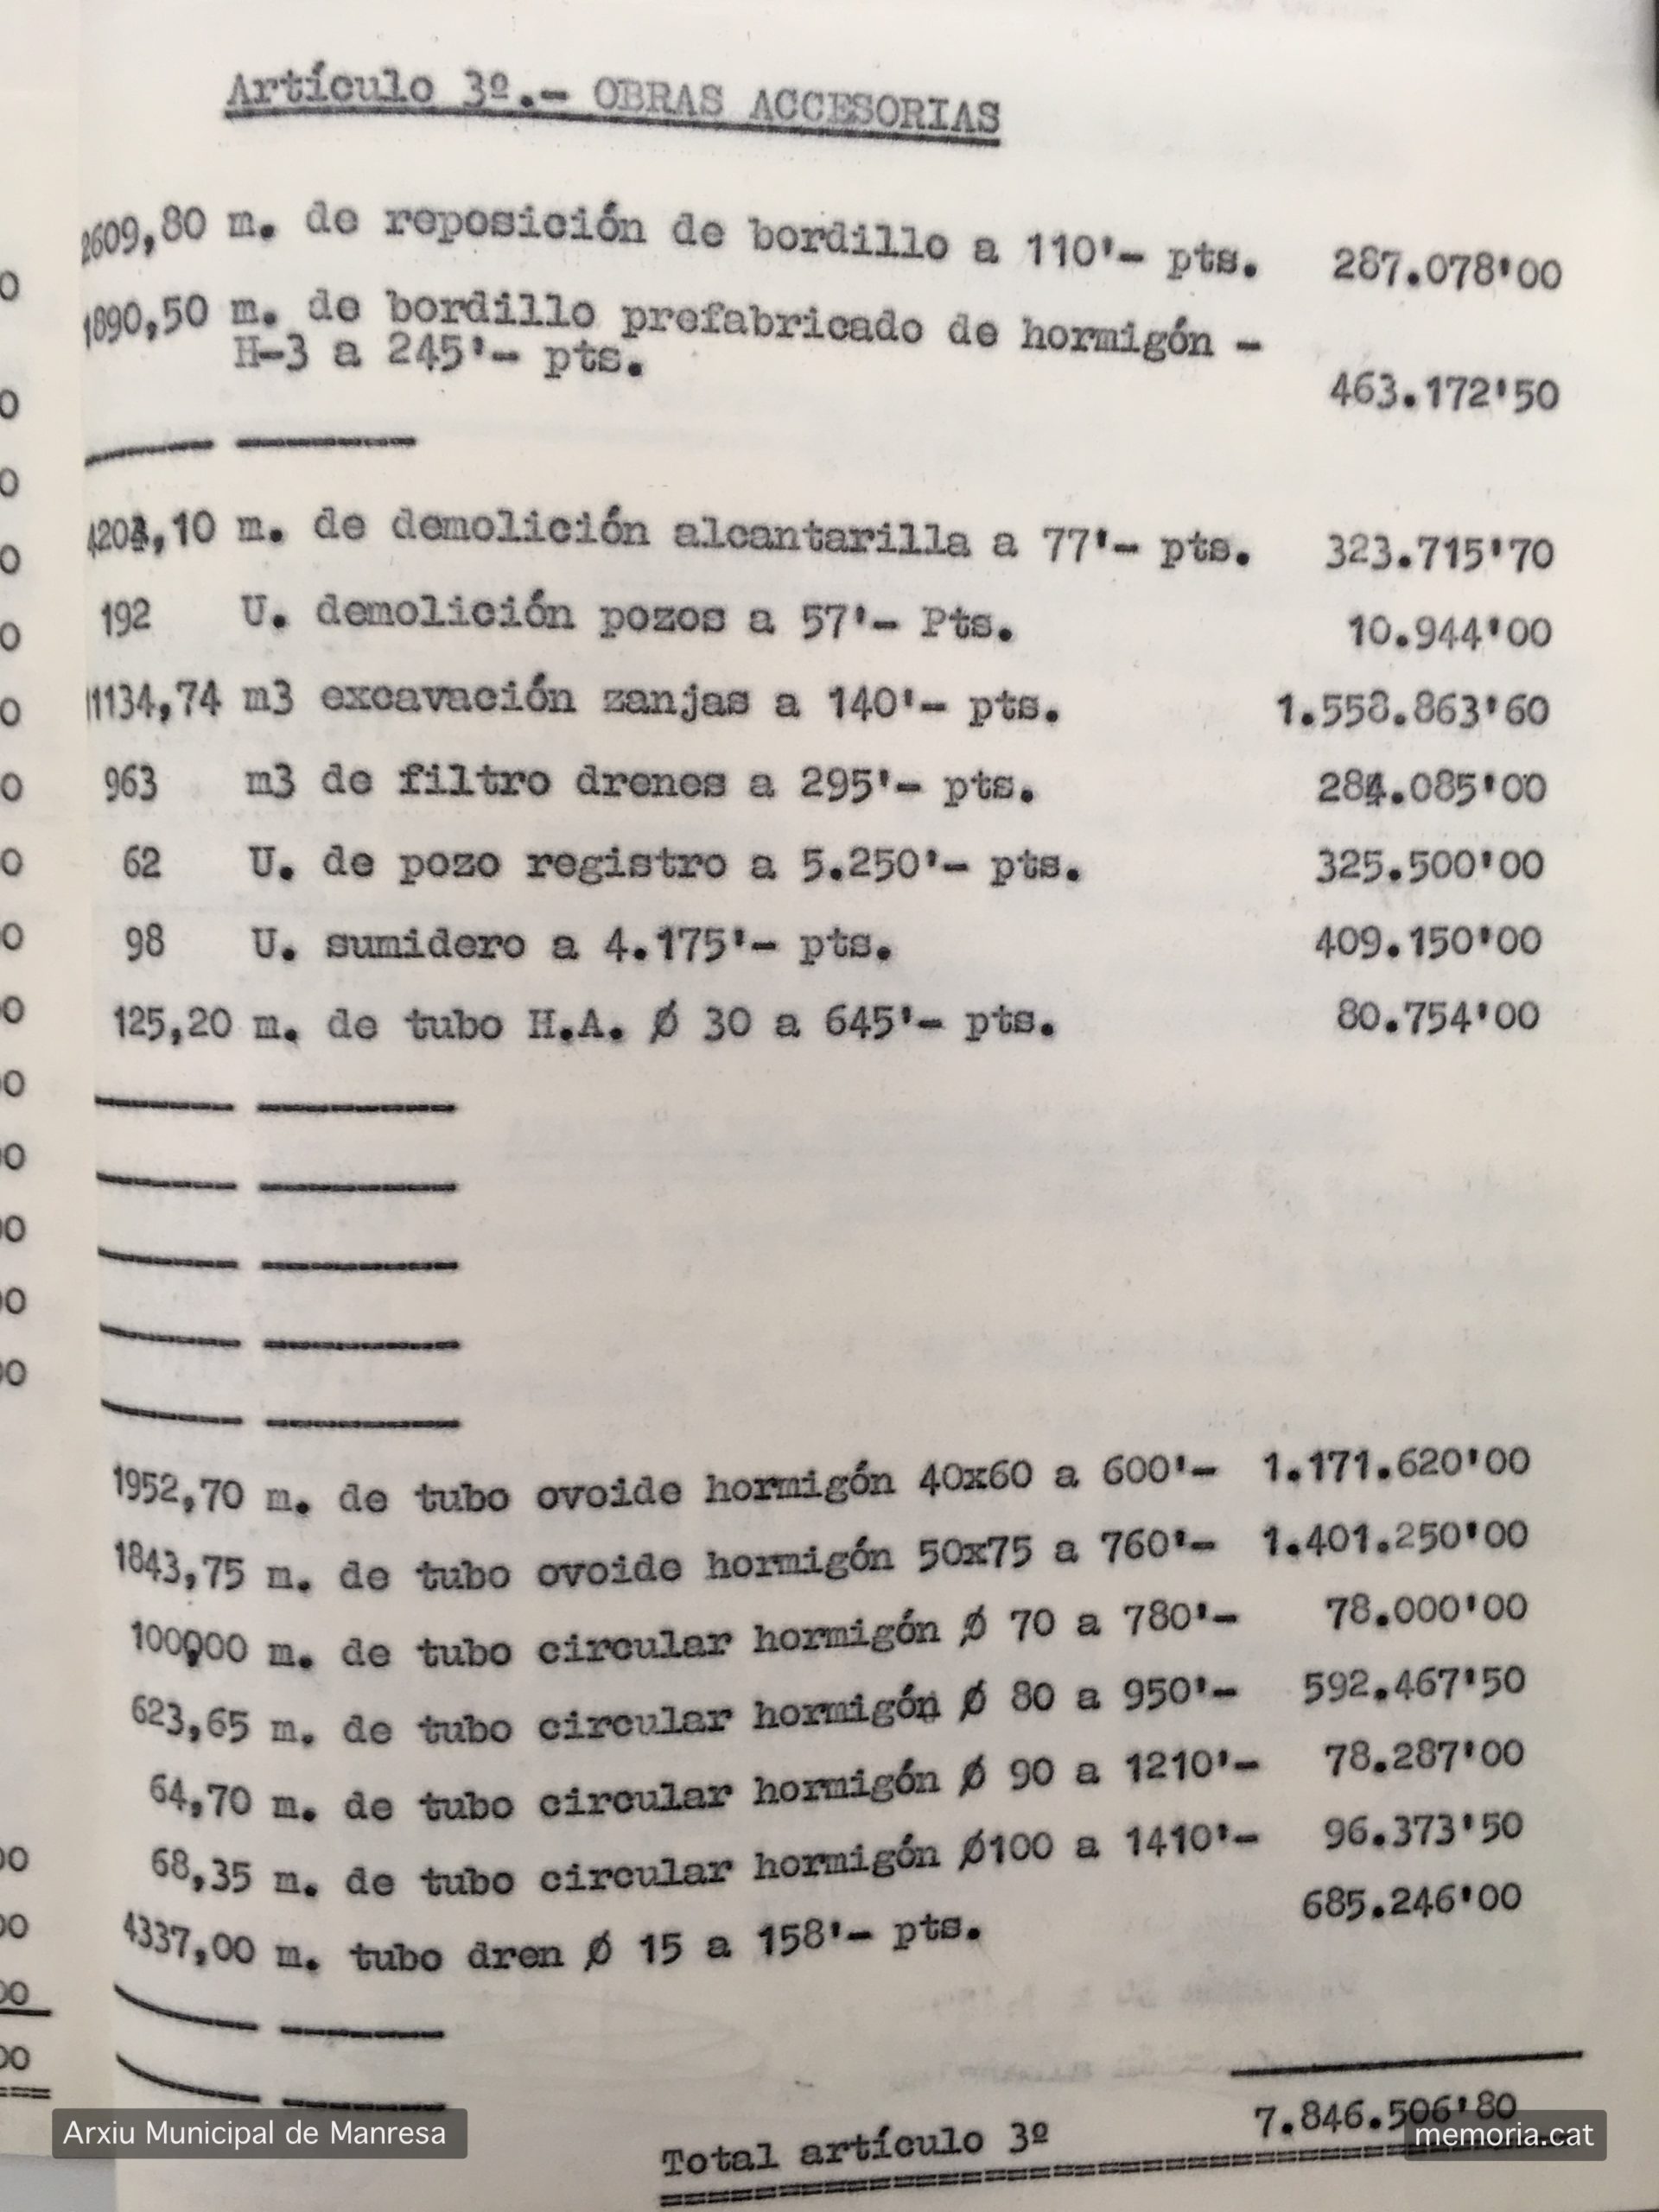 Artículo 3º.- OBRAS ACCESORIAS
2609,80 m. de reposición de bordillo a 110'- pts. 287.078'00
1890,50 m. de bordillo prefabricado de hormigón -
H-3 a 245'- pts.
463.172'50
4204,10 m. de demolición alcantarilla a 77'- pts. 323.715'70
192 U. demolición pozos a 57'- Pts. 10.944'00
11134,74 m3 excavación zanjas a 140'- pts. 1.558.863'60
963 m3 de filtro drenes a 295'- pts. 284.085'00
62 U. de pozo registro a 5.250'- pts. 325.500'00
98 U. sumidero a 4.175'- pts. 409.150'00
125,20 m. de tubo H.A. Ø 30 a 645'- pts. 80.754'00
1952,70 m. de tubo ovoide hormigón 40x60 a 600'- 1.171.620'00
1843,75 m. de tubo ovoide hormigón 50x75 a 760'- 1.401.250'00
100,00 m. de tubo circular hormigón Ø 70 a 780'- 78.000'00
623,65 m. de tubo circular hormigón Ø 80 a 950'- 592.467'50
64,70 m. de tubo circular hormigón Ø 90 a 1210'- 78.287'00
68,35 m. de tubo circular hormigón Ø100 a 1410'- 96.373'50
4337,00 m. tubo dren Ø 15 a 158'- pts. 685.246'00
Total artículo 3º 7.846.506'80
Arxiu Municipal de Manresa
memoria.cat